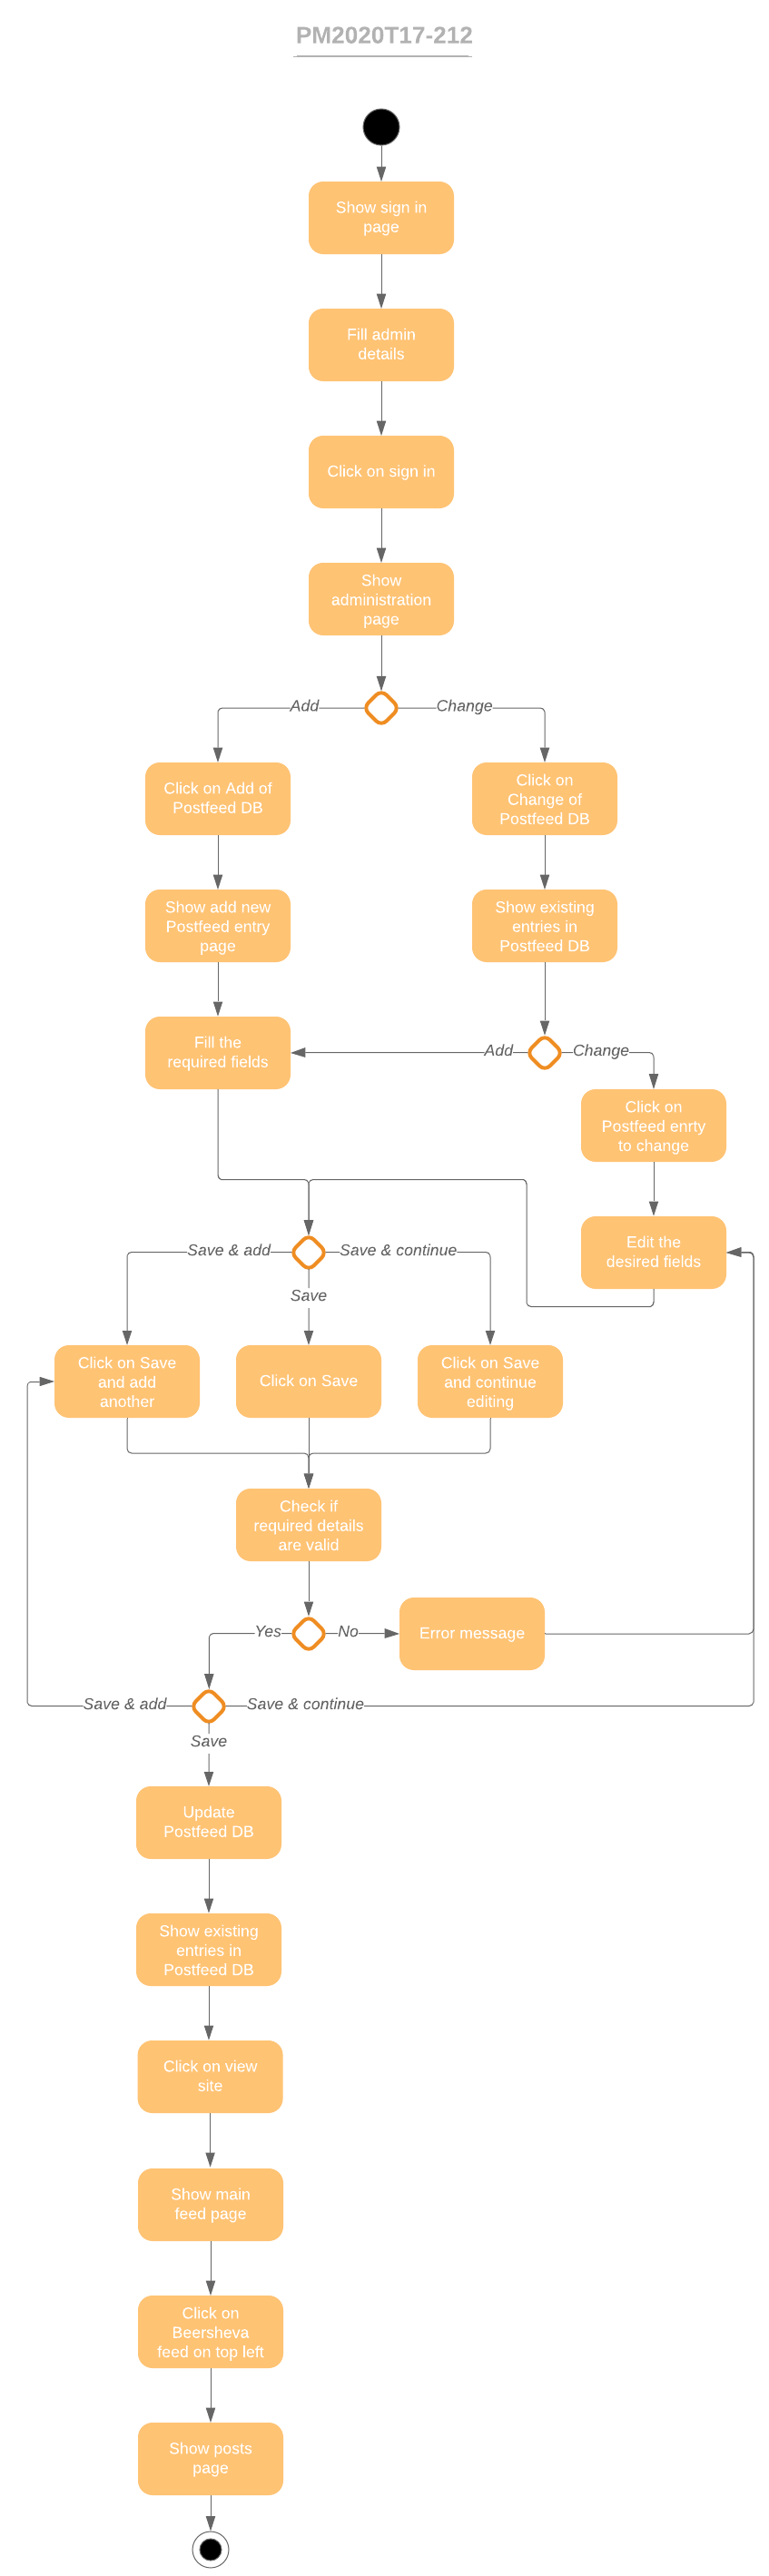 PM2020T17-212
Show sign in
page
Fill admin
details
Click on sign in
Show
administration
page
Add
Change
Click on Add of
Postfeed DB
Click on
Change of
Postfeed DB
Show add new
Postfeed entry
page
Show existing
entries in
Postfeed DB
Fill the
required fields
Add
Change
Click on
Postfeed enrty
to change
Edit the
desired fields
Save & add
Save & continue
Save
Click on Save
and add
another
Click on Save
Click on Save
and continue
editing
Check if
required details
are valid
Yes
No
Error message
Save & add
Save & continue
Save
Update
Postfeed DB
Show existing
entries in
Postfeed DB
Click on view
site
Show main
feed page
Click on
Beersheva
feed on top left
Show posts
page